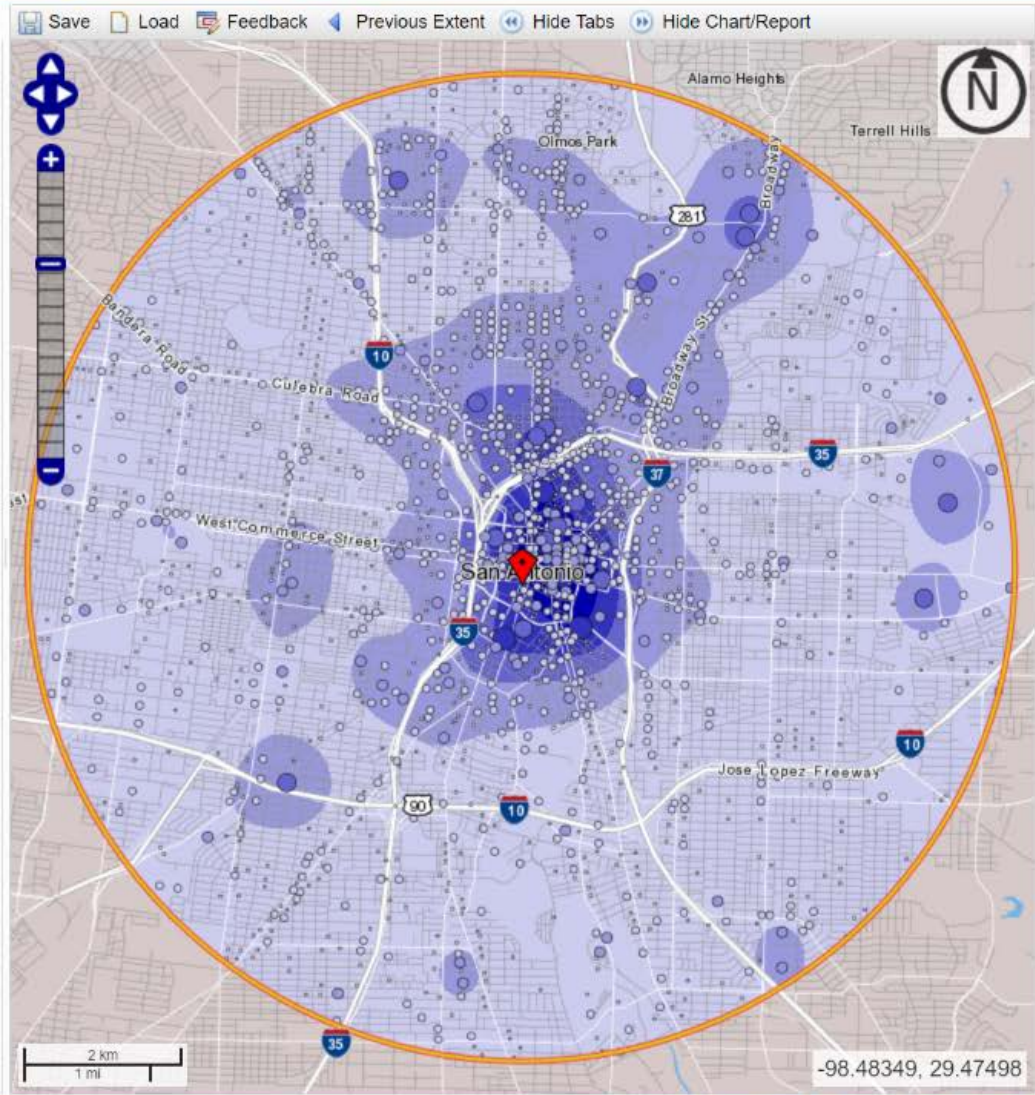 Save Load Feedback Previous Extent Hide Tabs Hide Chart/Report
Alamo Heights
N
Terrell Hills
Olmos Park
Broadway
281
Bandera Road
10
Broadway St
Culebra Road
35
37
West Commerce Street
San Antonio
35
10
Jose Lopez Freeway
90
10
35
2 km
1 mi
-98.48349, 29.47498